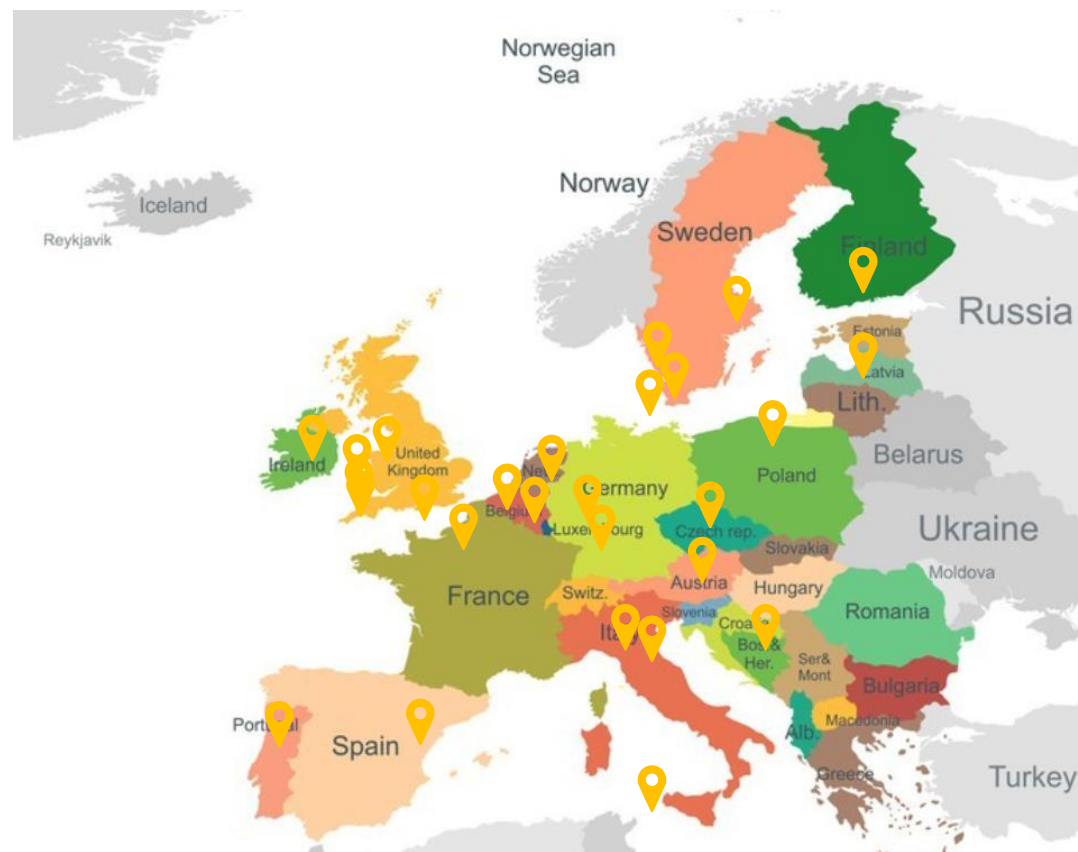 Norwegian
Sea
Norway
Iceland
Reykjavik
Sweden
Finland
Russia
Estonia
Latvia
Lith.
Belarus
Ireland
United
Kingdom
Germany
Poland
Belgium
Luxembourg
Czech rep.
Ukraine
Slovakia
Moldova
France
Switz.
Austria
Hungary
Slovenia
Romania
Italy
Bos.&
Her.
Ser&
Mont
Bulgaria
Portugal
Spain
Alb.
Macedonia
Greece
Turkey